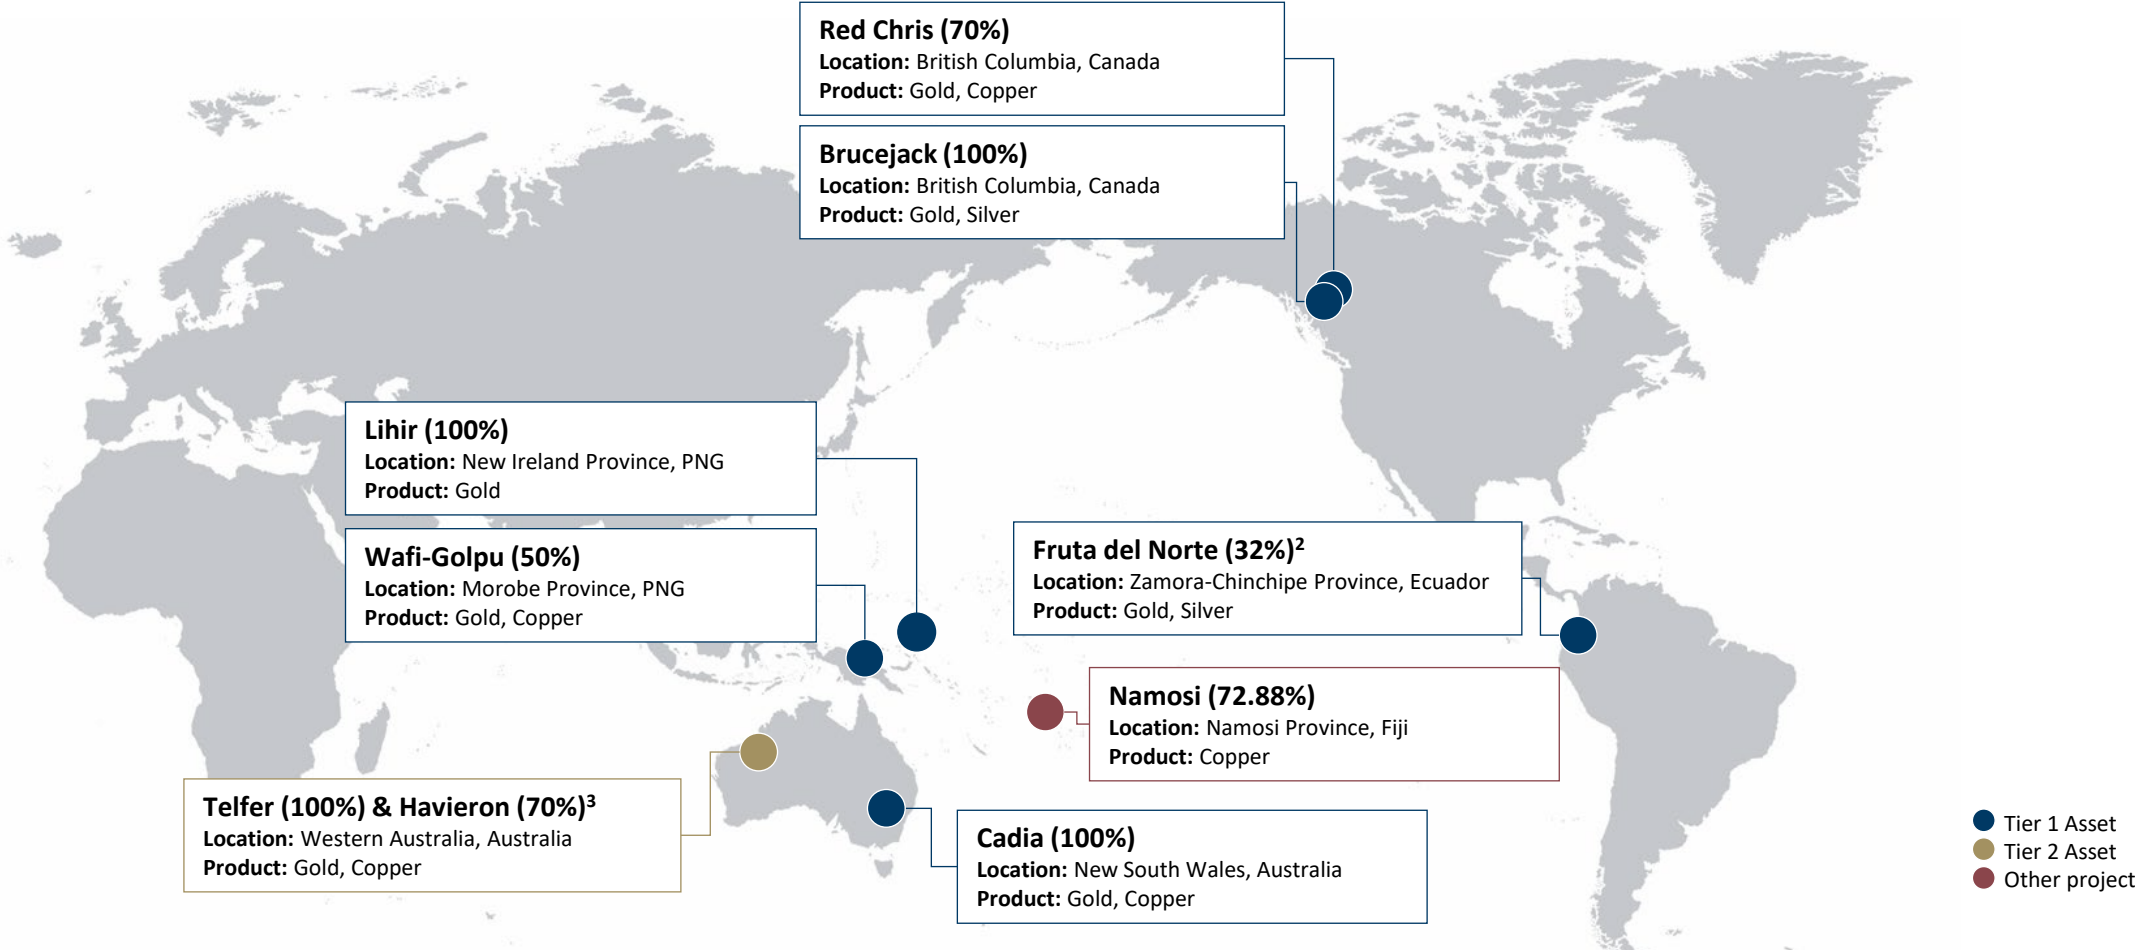 Red Chris (70%)
Location: British Columbia, Canada
Product: Gold, Copper
Brucejack (100%)
Location: British Columbia, Canada
Product: Gold, Silver
Lihir (100%)
Location: New Ireland Province, PNG
Product: Gold
Wafi-Golpu (50%)
Location: Morobe Province, PNG
Product: Gold, Copper
Fruta del Norte (32%)²
Location: Zamora-Chinchipe Province, Ecuador
Product: Gold, Silver
Namosi (72.88%)
Location: Namosi Province, Fiji
Product: Copper
Telfer (100%) & Havieron (70%)³
Location: Western Australia, Australia
Product: Gold, Copper
Cadia (100%)
Location: New South Wales, Australia
Product: Gold, Copper
Tier 1 Asset
Tier 2 Asset
Other project